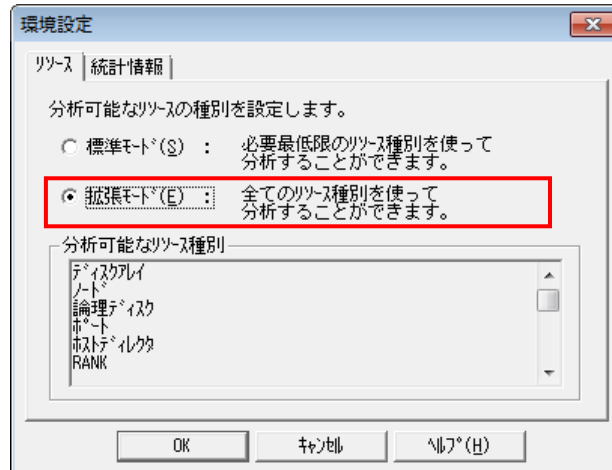 環境設定
リソース 統計情報
分析可能なリソースの種別を設定します。
標準モード(S) : 必要最低限のリソース種別を使って
分析することができます。
拡張モード(E) : 全てのリソース種別を使って
分析することができます。
分析可能なリソース種別
ディスクアレイ
ノード
論理ディスク
ポート
ホストディレクタ
RANK
OK キャンセル ヘルプ(H)